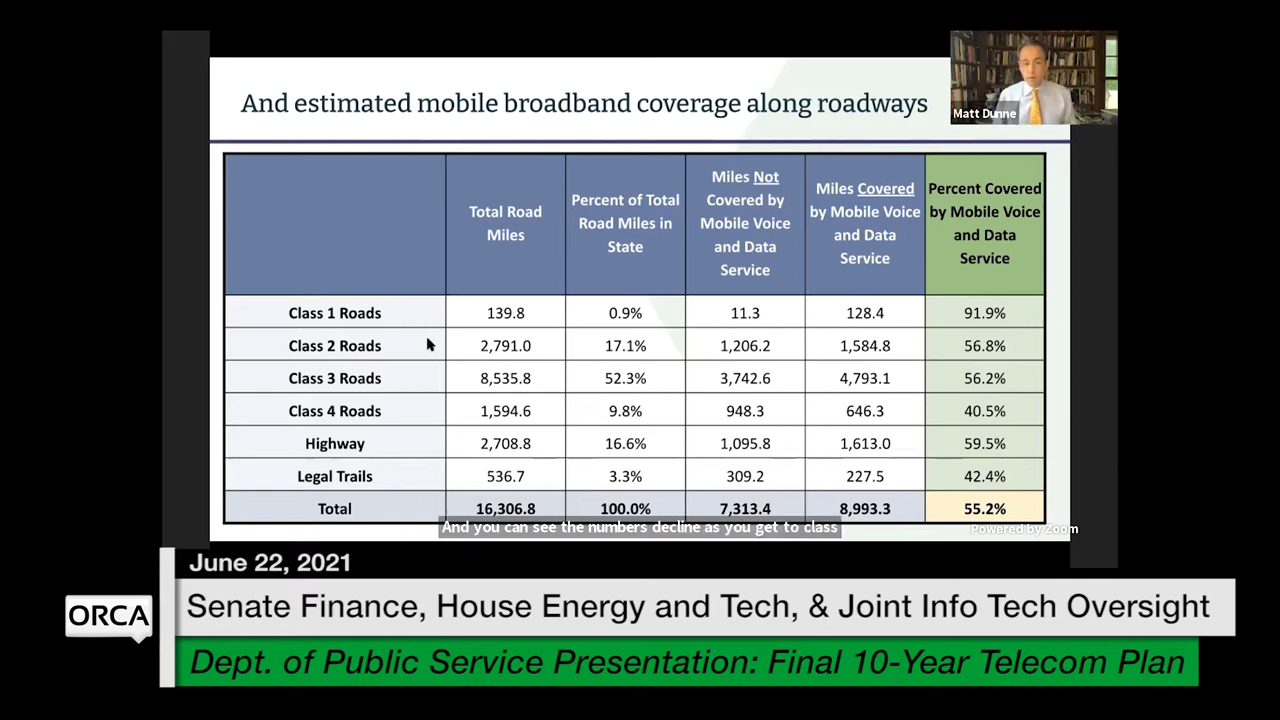 And estimated mobile broadband coverage along roadways
Matt Dunne
Total Road
Miles
Percent of Total
Road Miles in
State
Miles Not
Covered by
Mobile Voice
and Data
Service
Miles Covered
by Mobile Voice
and Data
Service
Percent Covered
by Mobile Voice
and Data
Service
Class 1 Roads 139.8 0.9% 11.3 128.4 91.9%
Class 2 Roads 2,791.0 17.1% 1,206.2 1,584.8 56.8%
Class 3 Roads 8,535.8 52.3% 3,742.6 4,793.1 56.2%
Class 4 Roads 1,594.6 9.8% 948.3 646.3 40.5%
Highway 2,708.8 16.6% 1,095.8 1,613.0 59.5%
Legal Trails 536.7 3.3% 309.2 227.5 42.4%
Total 16,306.8 100.0% 7,313.4 8,993.3 55.2%
And you can see the numbers decline as you get to class
Powered by Zoom
June 22, 2021
ORCA
Senate Finance, House Energy and Tech, & Joint Info Tech Oversight
Dept. of Public Service Presentation: Final 10-Year Telecom Plan